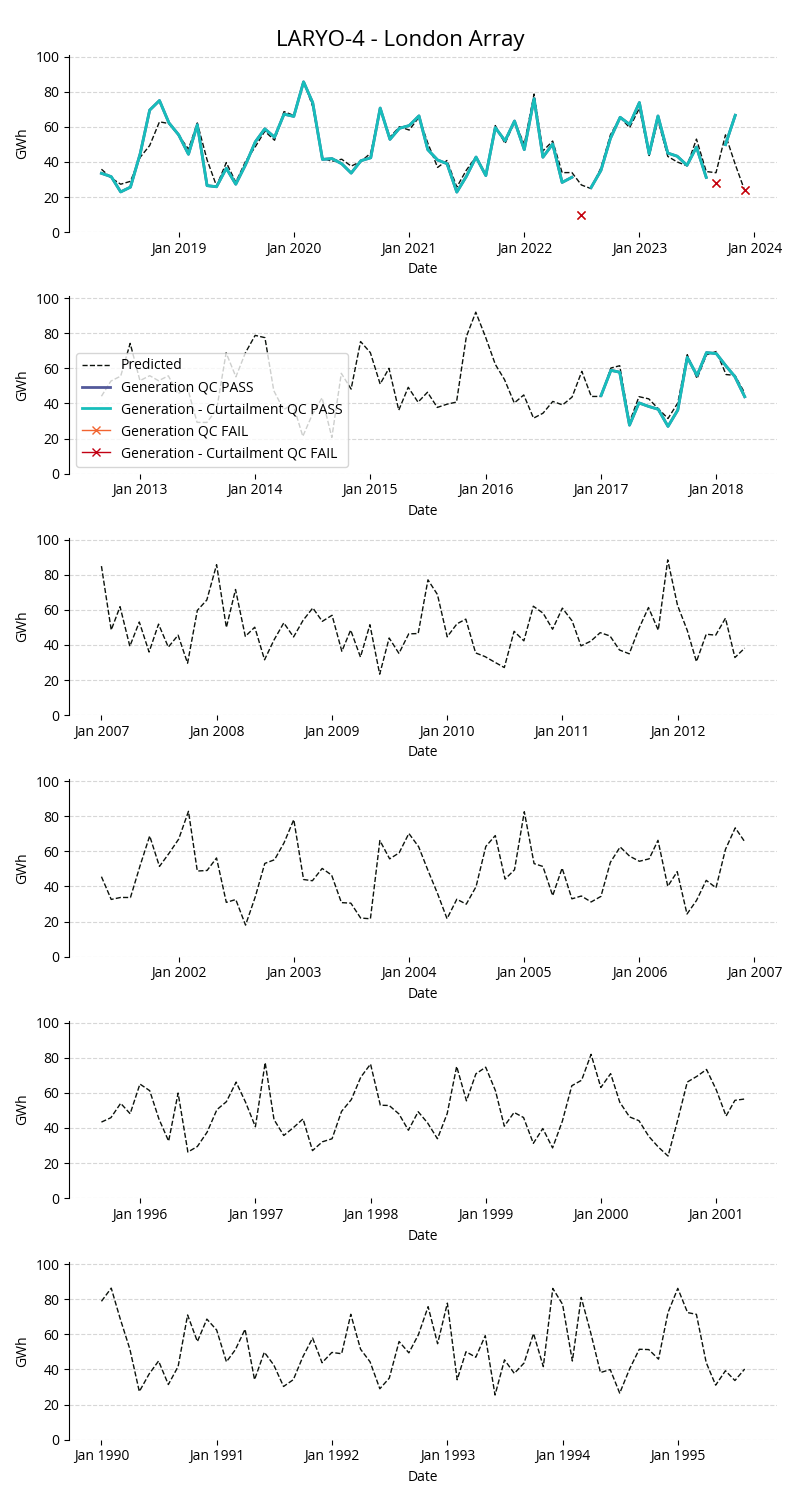 LARYO-4 - London Array
100
80
60
40
20
0
GWh
Jan 2019 Jan 2020 Jan 2021 Jan 2022 Jan 2023 Jan 2024
Date
100
80
60
40
20
0
GWh
Predicted
Generation QC PASS
Generation - Curtailment QC PASS
Generation QC FAIL
Generation - Curtailment QC FAIL
Jan 2013 Jan 2014 Jan 2015 Jan 2016 Jan 2017 Jan 2018
Date
100
80
60
40
20
0
GWh
Jan 2007 Jan 2008 Jan 2009 Jan 2010 Jan 2011 Jan 2012
Date
100
80
60
40
20
0
GWh
Jan 2002 Jan 2003 Jan 2004 Jan 2005 Jan 2006 Jan 2007
Date
100
80
60
40
20
0
GWh
Jan 1996 Jan 1997 Jan 1998 Jan 1999 Jan 2000 Jan 2001
Date
100
80
60
40
20
0
GWh
Jan 1990 Jan 1991 Jan 1992 Jan 1993 Jan 1994 Jan 1995
Date